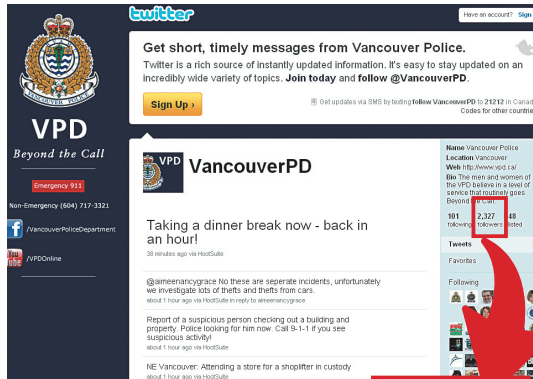 twitter
Have an account? Sign
Get short, timely messages from Vancouver Police.
Twitter is a rich source of instantly updated information. It's easy to stay updated on an
incredibly wide variety of topics. Join today and follow @VancouverPD.
Sign Up ›
Get updates via SMS by texting follow VancouverPD to 21212 in Canad
Codes for other countrie
VANCOUVER POLICE
VPD
Beyond the Call
Emergency 911
Non-Emergency (604) 717-3321
/VancouverPoliceDepartment
You Tube
/VPDOnline
VPD
VancouverPD
Taking a dinner break now - back in
an hour!
38 minutes ago via HootSuite
@aimeenancygrace No these are seperate incidents, unfortunately
we investigate lots of thefts and thefts from cars.
about 1 hour ago via HootSuite in reply to aimeenancygrace
Report of a suspicious person checking out a building and
property. Police looking for him now. Call 9-1-1 if you see
suspicious activity!
about 1 hour ago via HootSuite
NE Vancouver: Attending a store for a shoplifter in custody
about 1 hour ago via HootSuite
Name Vancouver Police
Location Vancouver
Web http://www.vpd.ca/
Bio The men and women of
the VPD believe in a level of
service that routinely goes
Beyond the Call.
101 2,327 48
following followers listed
Tweets
Favorites
Following